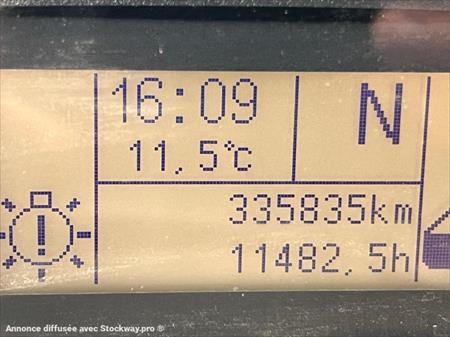 16:09
N
11,5°C
335835km
11482,5h
Annonce diffusée avec Stockway.pro ®